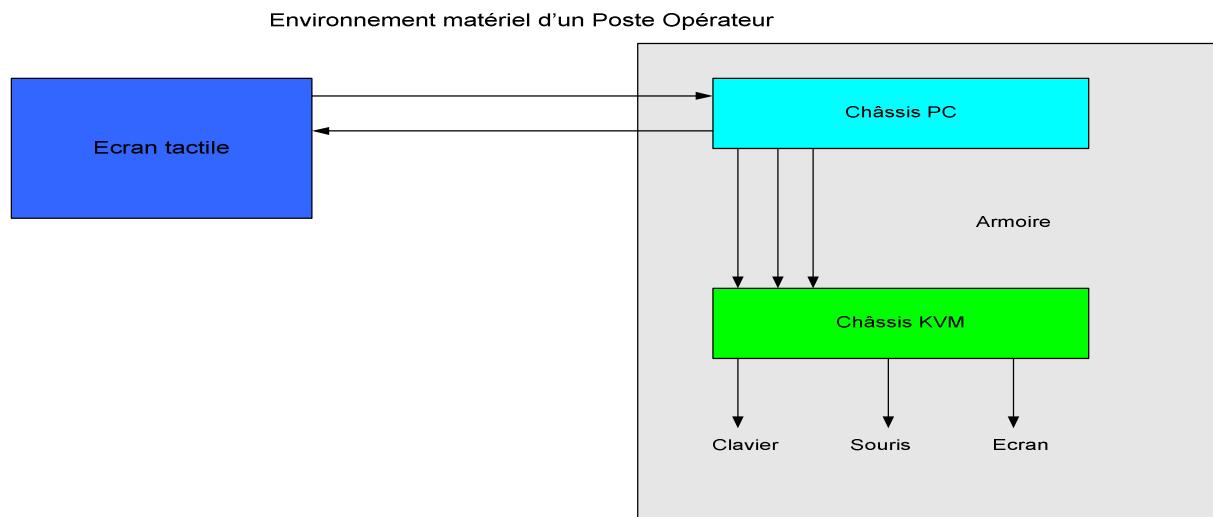 Environnement matériel d'un Poste Opérateur
Ecran tactile
Châssis PC
Armoire
Châssis KVM
Clavier
Souris
Ecran